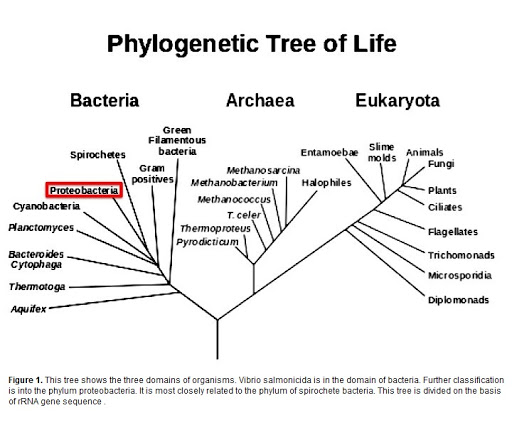 Phylogenetic Tree of Life
Bacteria
Archaea
Eukaryota
Green
Filamentous
bacteria
Spirochetes
Gram
positives
Proteobacteria
Cyanobacteria
Planctomyces
Bacteroides
Cytophaga
Thermotoga
Aquifex
Methanosarcina
Methanobacterium
Halophiles
Methanococcus
T. celer
Thermoproteus
Pyrodicticum
Entamoebae
Slime
molds
Animals
Fungi
Plants
Ciliates
Flagellates
Trichomonads
Microsporidia
Diplomonads
Figure 1. This tree shows the three domains of organisms. Vibrio salmonicida is in the domain of bacteria. Further classification
is into the phylum proteobacteria. It is most closely related to the phylum of spirochete bacteria. This tree is divided on the basis
of rRNA gene sequence .